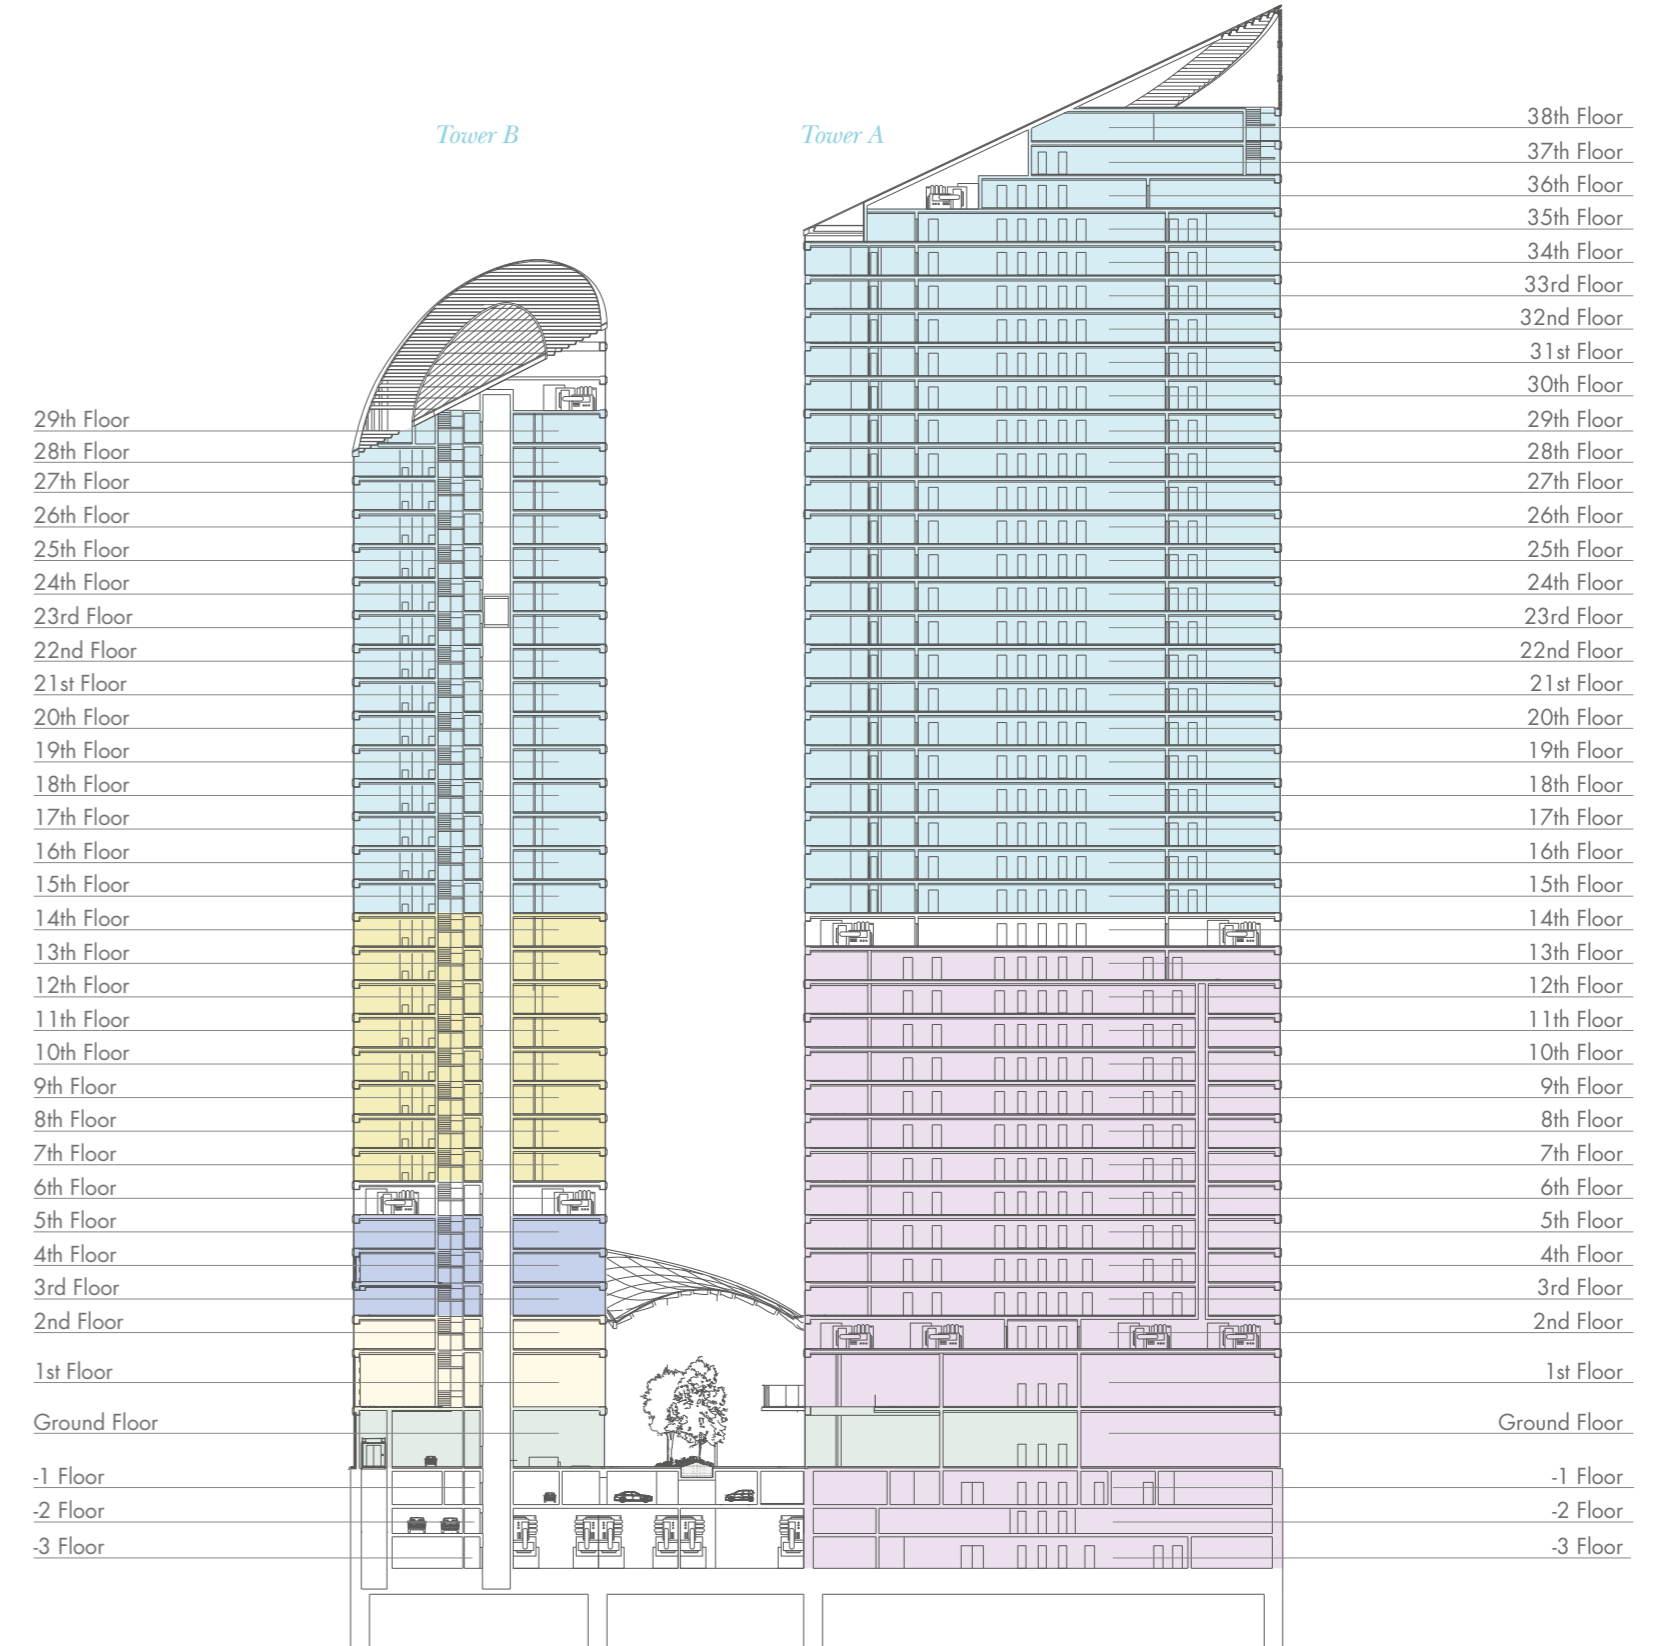 Tower B
Tower A
38th Floor
37th Floor
36th Floor
35th Floor
34th Floor
33rd Floor
32nd Floor
31st Floor
30th Floor
29th Floor
28th Floor
27th Floor
26th Floor
25th Floor
24th Floor
23rd Floor
22nd Floor
21st Floor
20th Floor
19th Floor
18th Floor
17th Floor
16th Floor
15th Floor
14th Floor
13th Floor
12th Floor
11th Floor
10th Floor
9th Floor
8th Floor
7th Floor
6th Floor
5th Floor
4th Floor
3rd Floor
2nd Floor
1st Floor
Ground Floor
-1 Floor
-2 Floor
-3 Floor
29th Floor
28th Floor
27th Floor
26th Floor
25th Floor
24th Floor
23rd Floor
22nd Floor
21st Floor
20th Floor
19th Floor
18th Floor
17th Floor
16th Floor
15th Floor
14th Floor
13th Floor
12th Floor
11th Floor
10th Floor
9th Floor
8th Floor
7th Floor
6th Floor
5th Floor
4th Floor
3rd Floor
2nd Floor
1st Floor
Ground Floor
-1 Floor
-2 Floor
-3 Floor